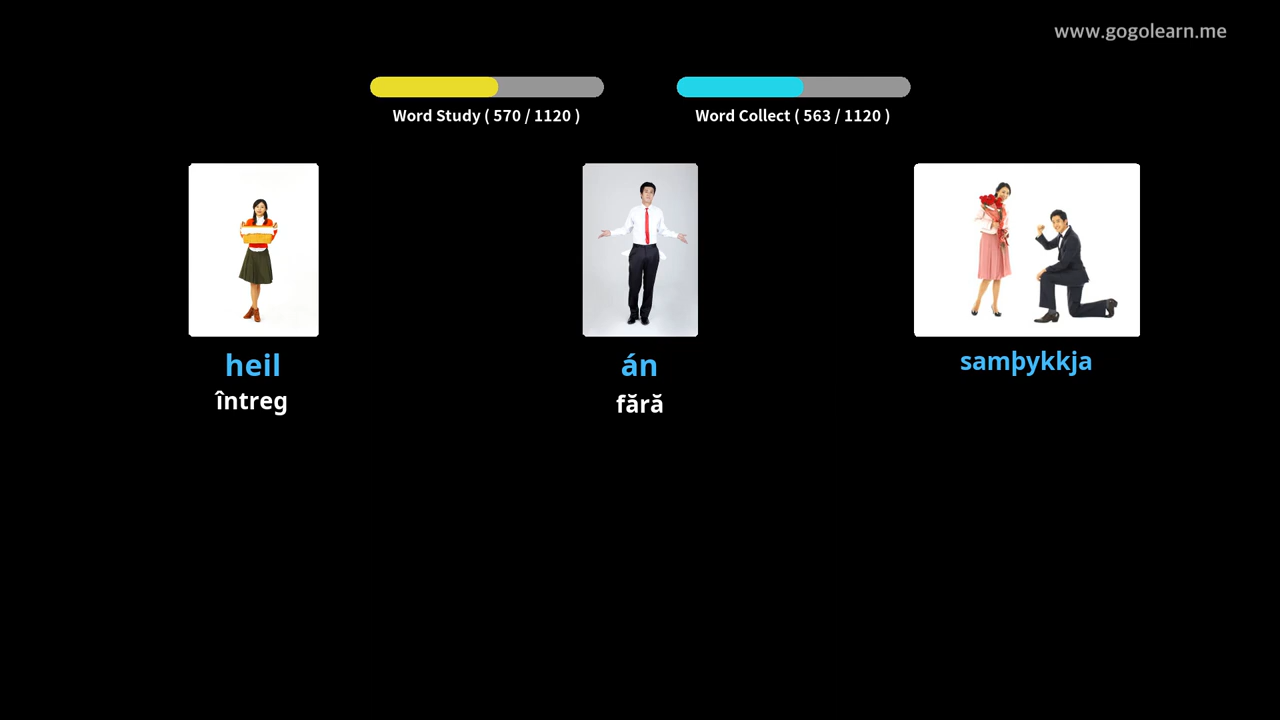 www.gogolearn.me
Word Study ( 570 / 1120 )
Word Collect ( 563 / 1120 )
heil
întreg
án
fără
samþykkja